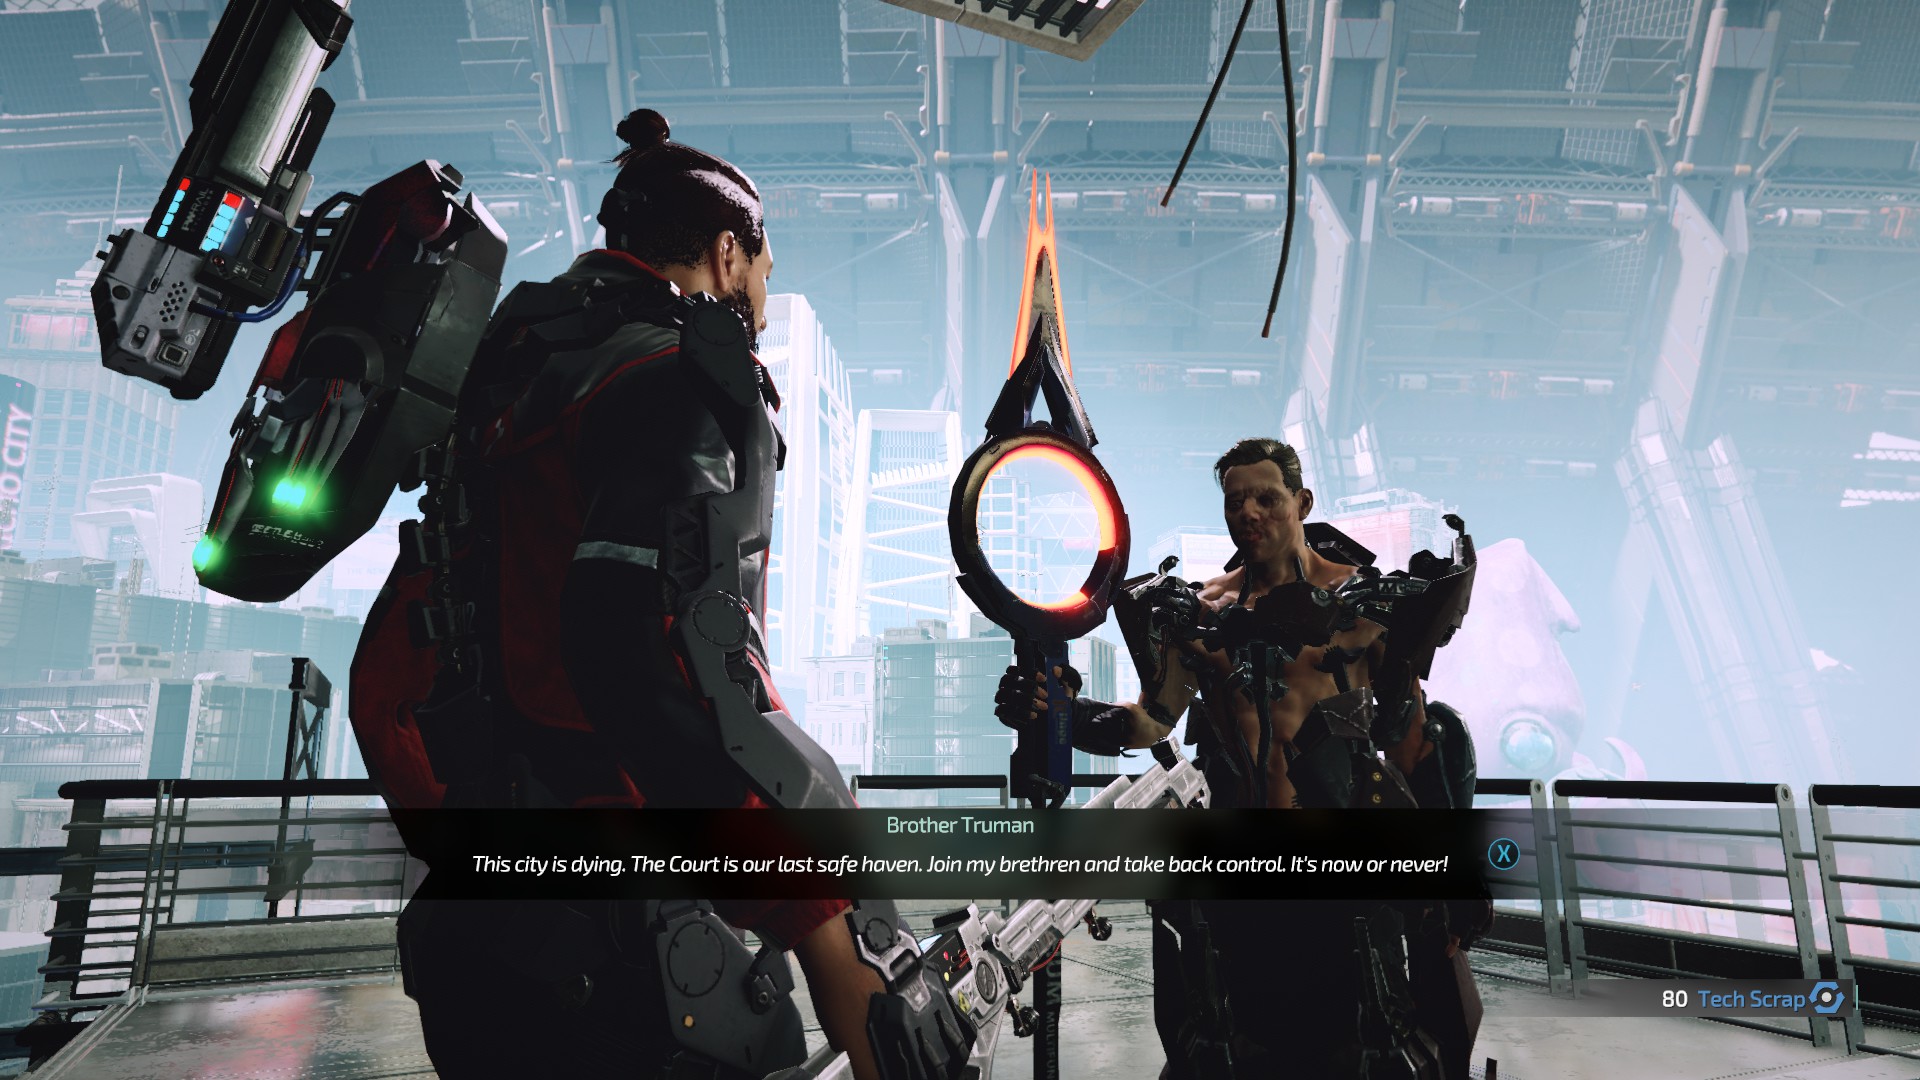 Brother Truman
This city is dying. The Court is our last safe haven. Join my brethren and take back control. It's now or never!
X
80 Tech Scrap